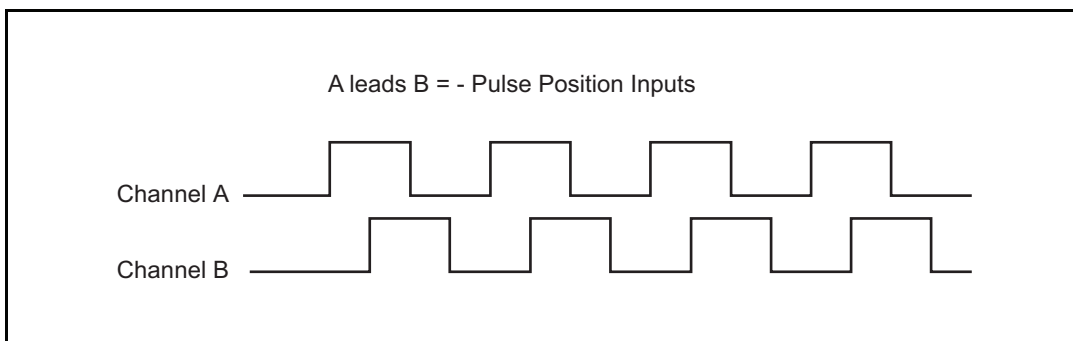 A leads B = - Pulse Position Inputs
Channel A
Channel B